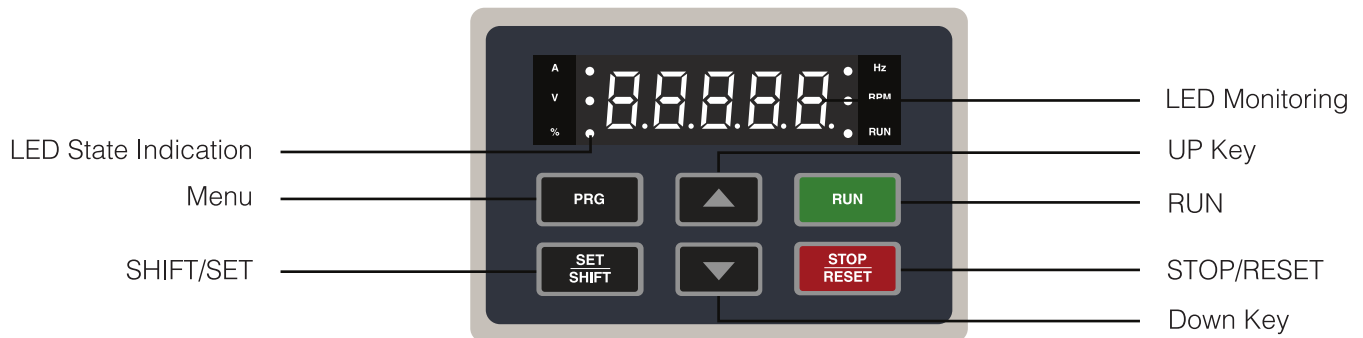 A
Hz
88888.
LED Monitoring
V
RPM
%
RUN
LED State Indication
UP Key
Menu
PRG
RUN
RUN
SHIFT/SET
SET
SHIFT
STOP
RESET
STOP/RESET
Down Key